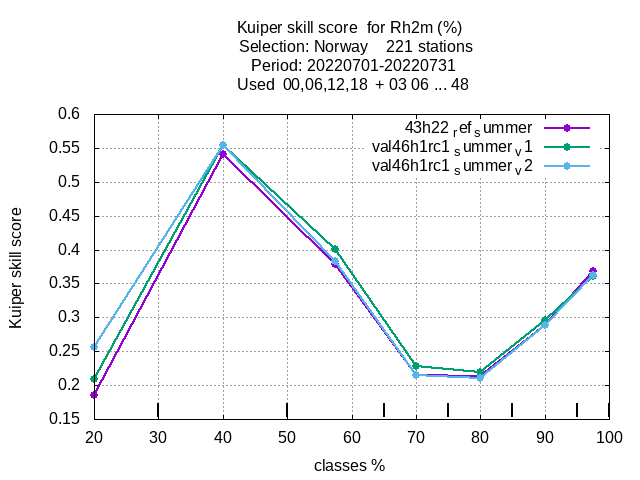 Kuiper skill score  for Rh2m (%)
Selection: Norway    221 stations
Period: 20220701-20220731
Used  00,06,12,18  + 03 06 ... 48
43h22 ref summer
val46h1rc1 summer v1
val46h1rc1 summer v2
0.6
0.55
0.5
0.45
0.4
0.35
0.3
0.25
0.2
0.15
Kuiper skill score
20 30 40 50 60 70 80 90 100
classes %